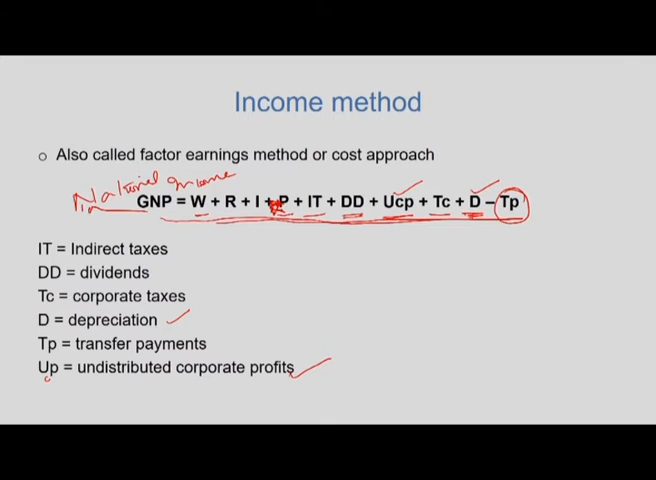 Income method
Also called factor earnings method or cost approach
National Income
GNP = W + R + I + P + IT + DD + Ucp + Tc + D – Tp
IT = Indirect taxes
DD = dividends
Tc = corporate taxes
D = depreciation
Tp = transfer payments
Up = undistributed corporate profits
c